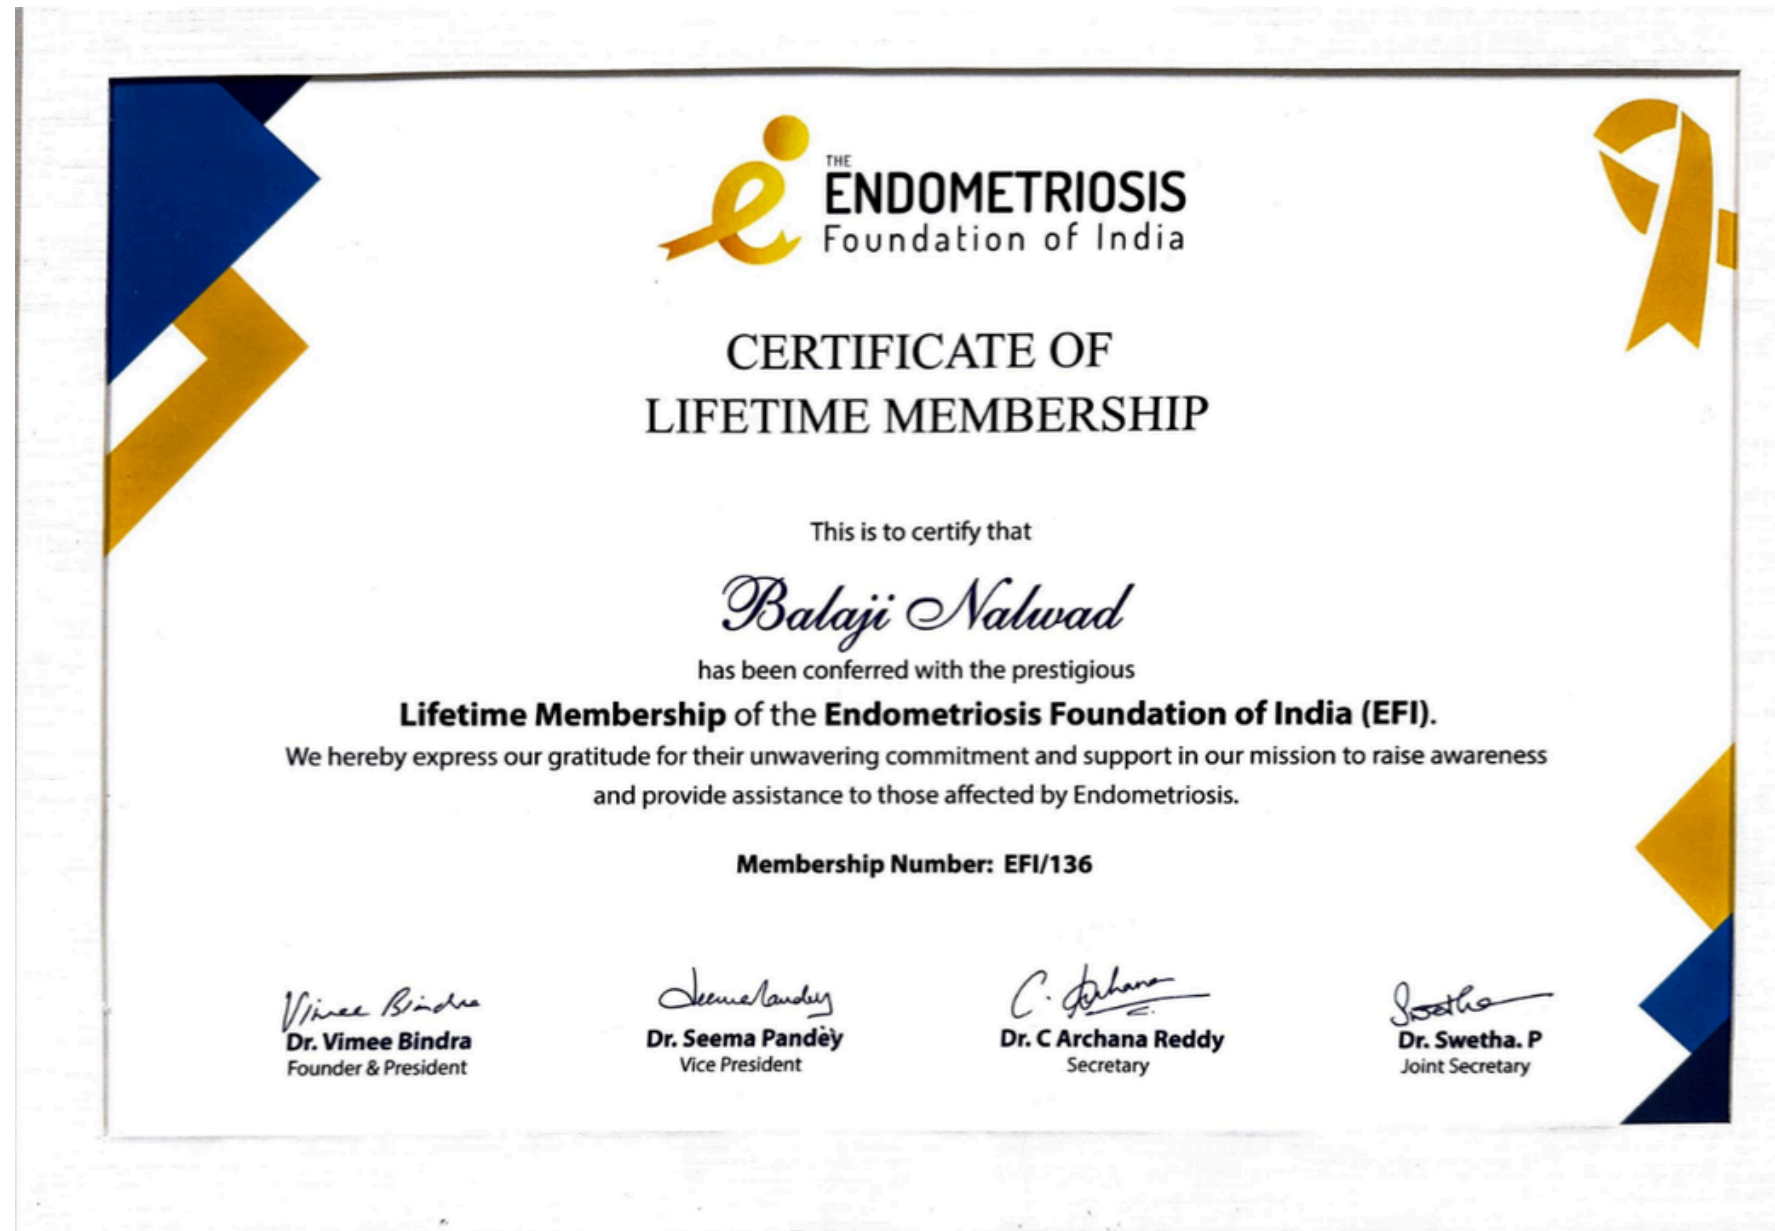 THE
ENDOMETRIOSIS
Foundation of India
CERTIFICATE OF
LIFETIME MEMBERSHIP
This is to certify that
Balaji Nalwad
has been conferred with the prestigious
Lifetime Membership of the Endometriosis Foundation of India (EFI).
We hereby express our gratitude for their unwavering commitment and support in our mission to raise awareness
and provide assistance to those affected by Endometriosis.
Membership Number: EFI/136
Vimee Bindra Seema Pandey C. Archana Swetha
Dr. Vimee Bindra Dr. Seema Pandey Dr. C Archana Reddy Dr. Swetha. P
Founder & President Vice President Secretary Joint Secretary